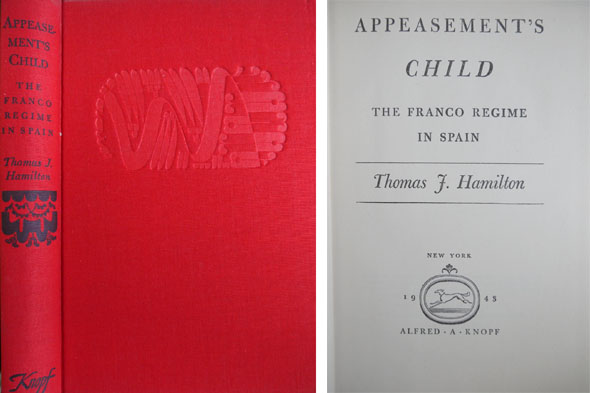 APPEASE-
MENT'S
CHILD
THE
FRANCO
REGIME
IN SPAIN
Thomas J.
Hamilton
Knopf
APPEASEMENT'S
CHILD
THE FRANCO REGIME
IN SPAIN
Thomas J. Hamilton
NEW YORK
19 43
ALFRED · A · KNOPF